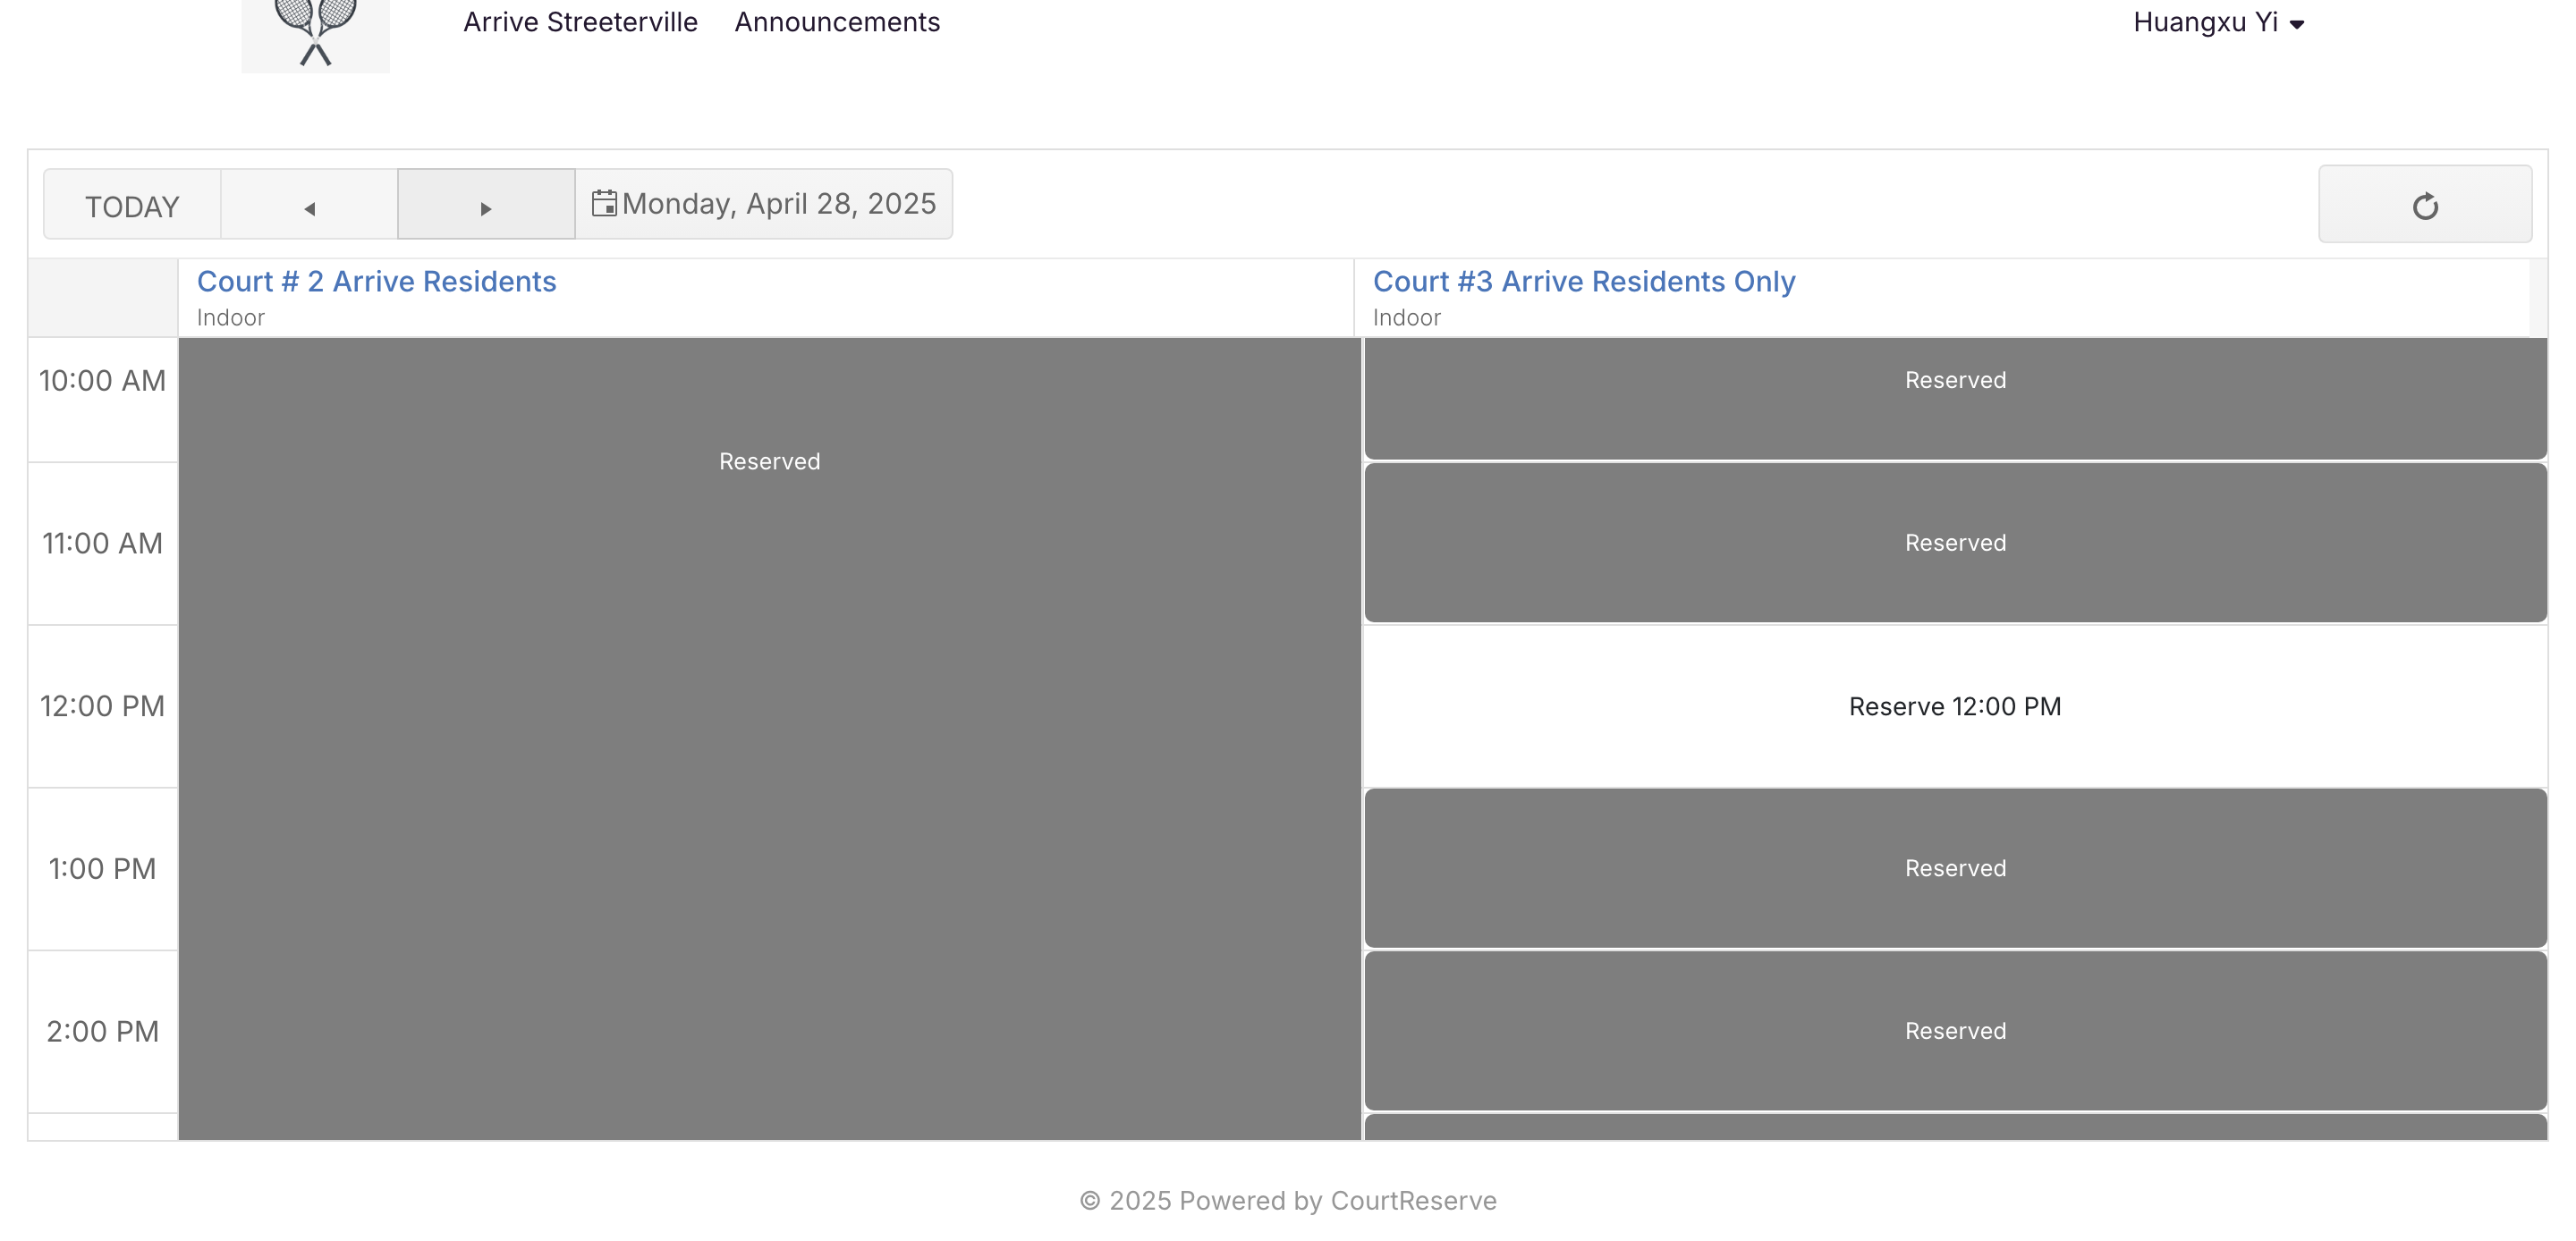 Arrive Streeterville Announcements Huangxu Yi
TODAY Monday, April 28, 2025
Court # 2 Arrive Residents
Indoor
Court #3 Arrive Residents Only
Indoor
10:00 AM
Reserved
Reserved
11:00 AM
Reserved
12:00 PM
Reserve 12:00 PM
1:00 PM
Reserved
2:00 PM
Reserved
© 2025 Powered by CourtReserve